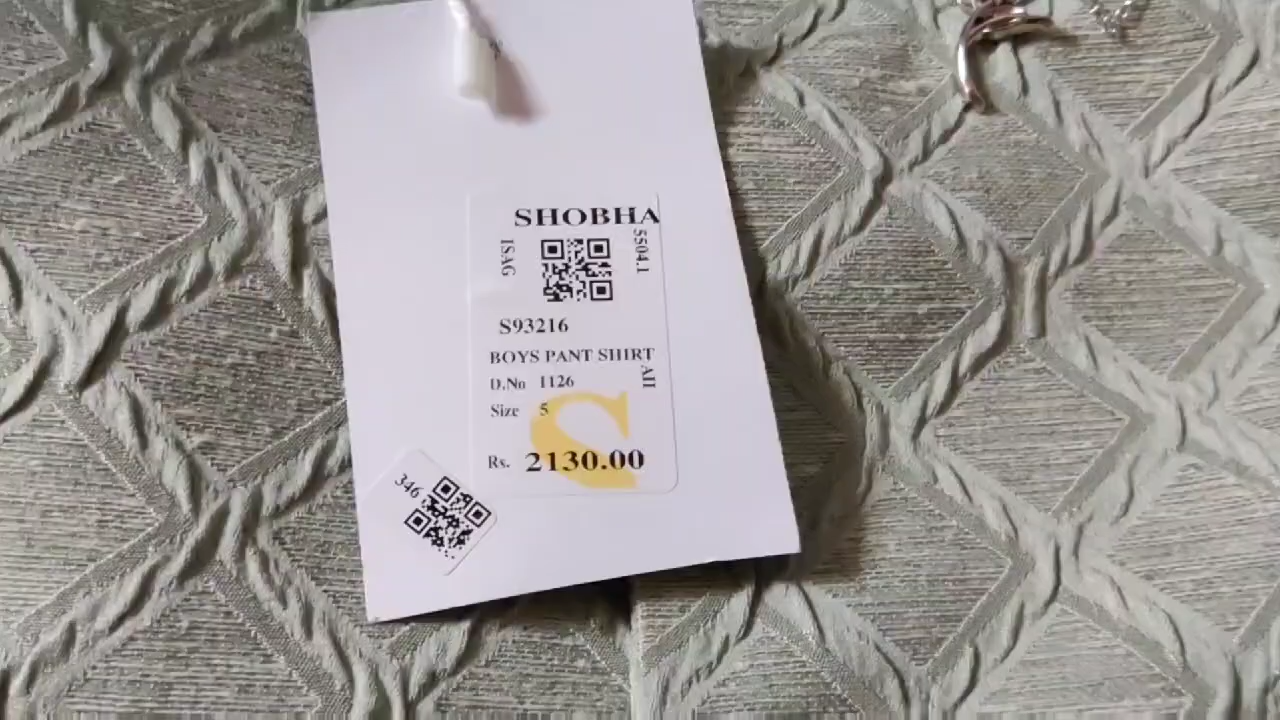 SHOBHA
ISAG
5504.1
S93216
BOYS PANT SHIRT
AII
D.No 1126
Size 5
Rs. 2130.00
S
346